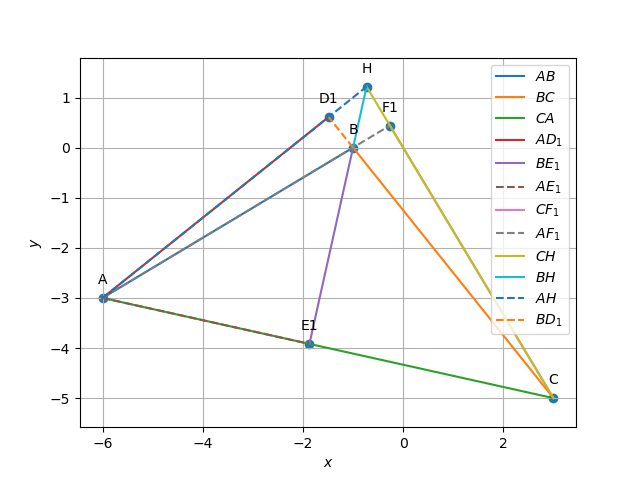 H
D1
F1
B
A
E1
C
AB
BC
CA
AD₁
BE₁
AE₁
CF₁
AF₁
CH
BH
AH
BD₁
1
0
−1
−2
−3
−4
−5
y
−6
−4
−2
0
2
x